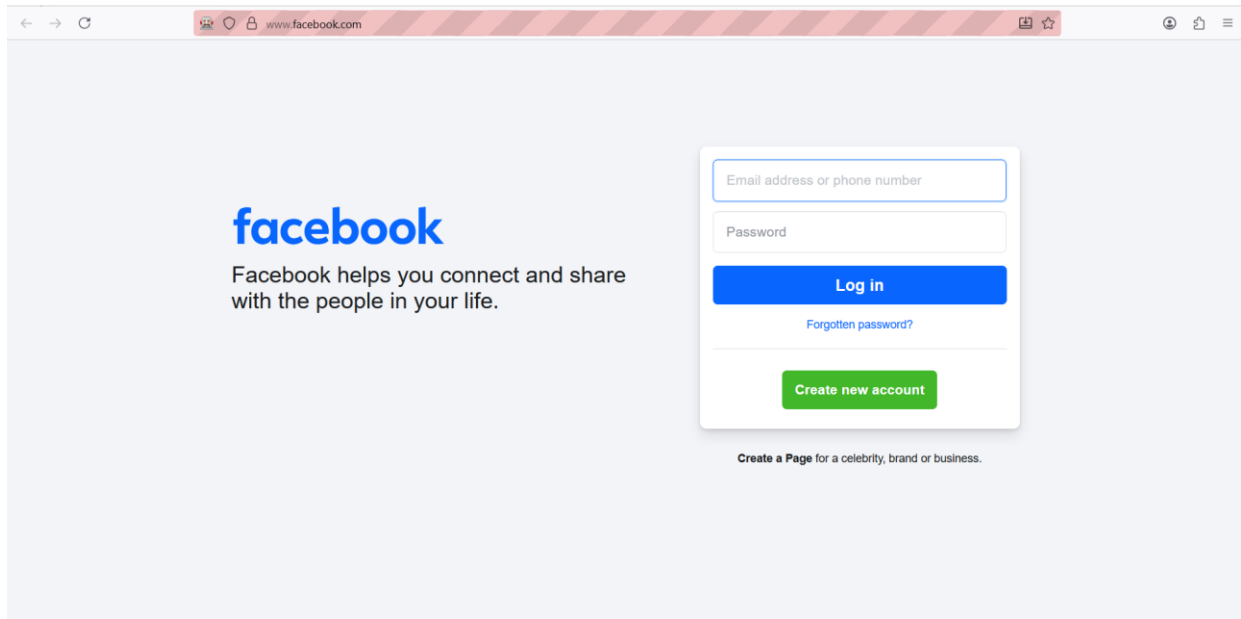 www.facebook.com
facebook
Facebook helps you connect and share
with the people in your life.
Email address or phone number
Password
Log in
Forgotten password?
Create new account
Create a Page for a celebrity, brand or business.